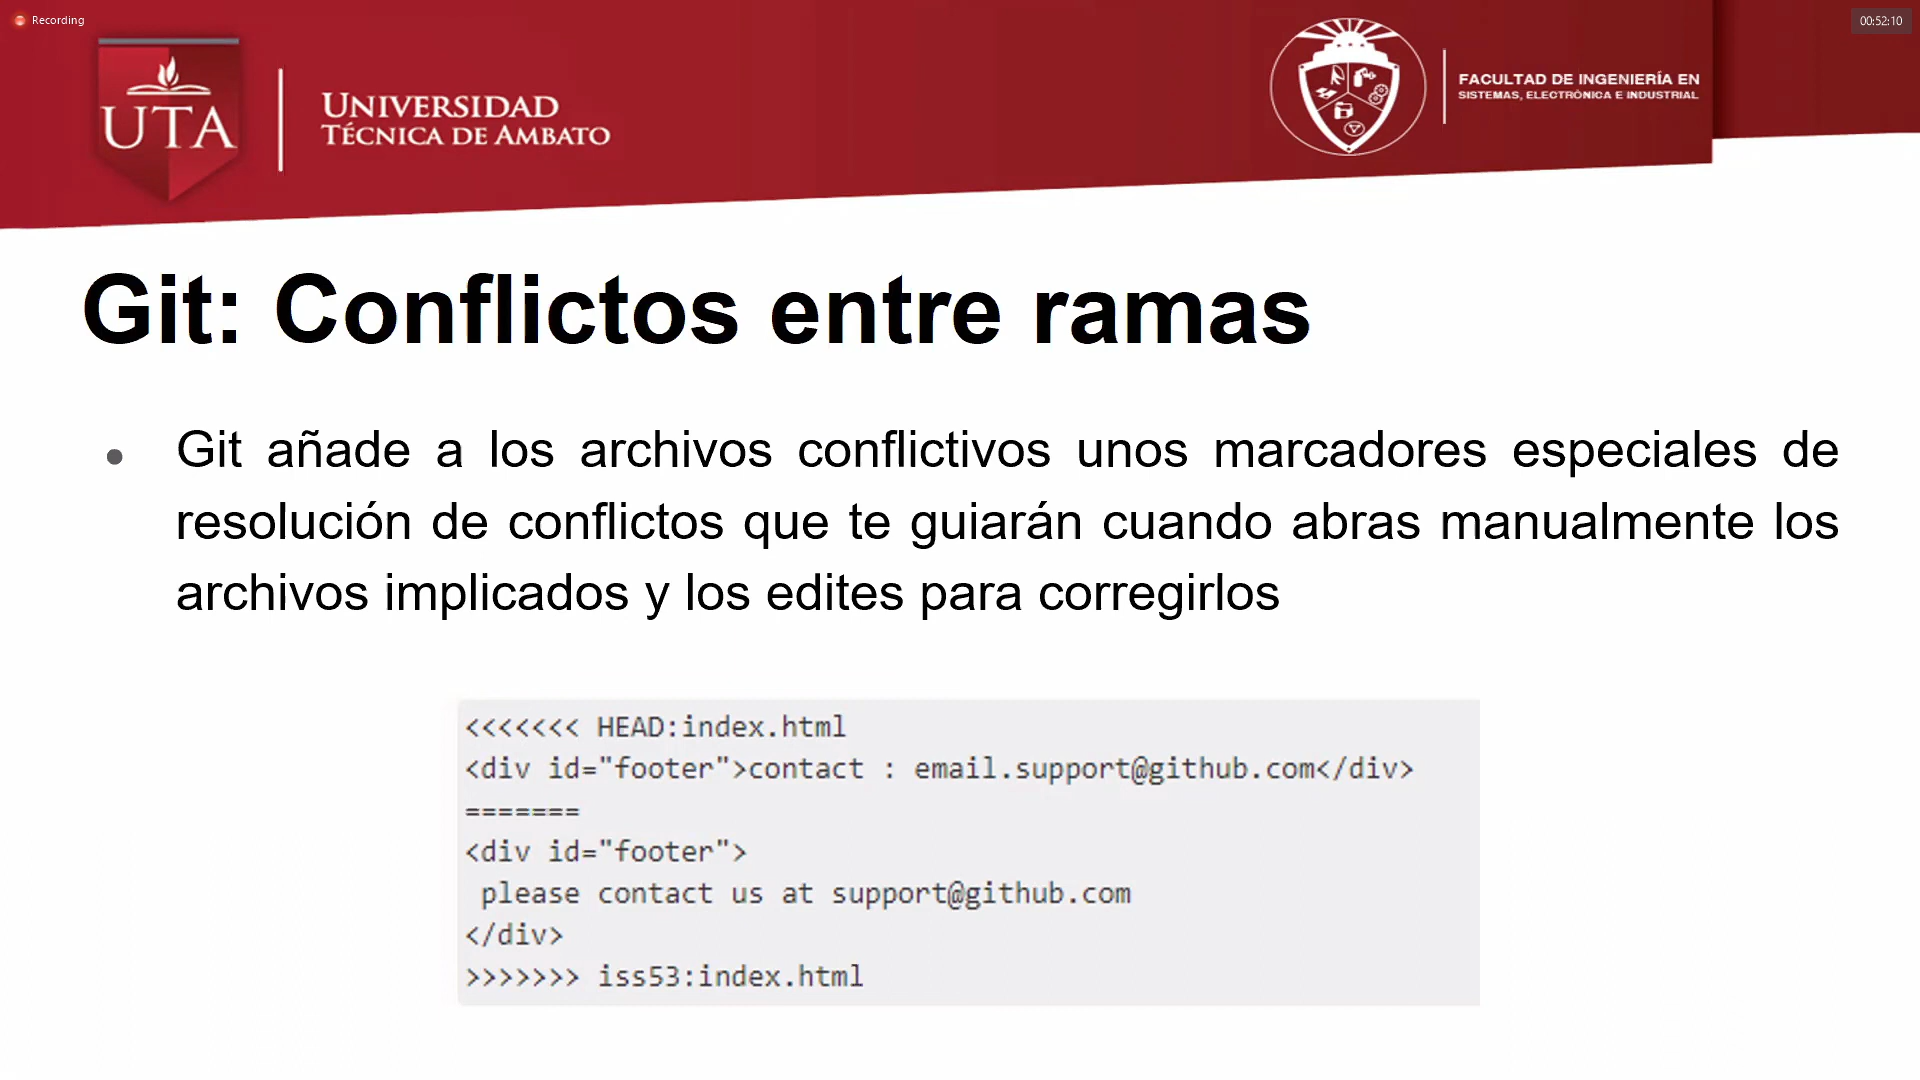 Recording
00:52:10
UTA
UNIVERSIDAD
TÉCNICA DE AMBATO
FACULTAD DE INGENIERÍA EN
SISTEMAS, ELECTRÓNICA E INDUSTRIAL
Git: Conflictos entre ramas
● Git añade a los archivos conflictivos unos marcadores especiales de
resolución de conflictos que te guiarán cuando abras manualmente los
archivos implicados y los edites para corregirlos
<<<<<<< HEAD:index.html
<div id="footer">contact : email.support@github.com</div>
=======
<div id="footer">
 please contact us at support@github.com
</div>
>>>>>>> iss53:index.html